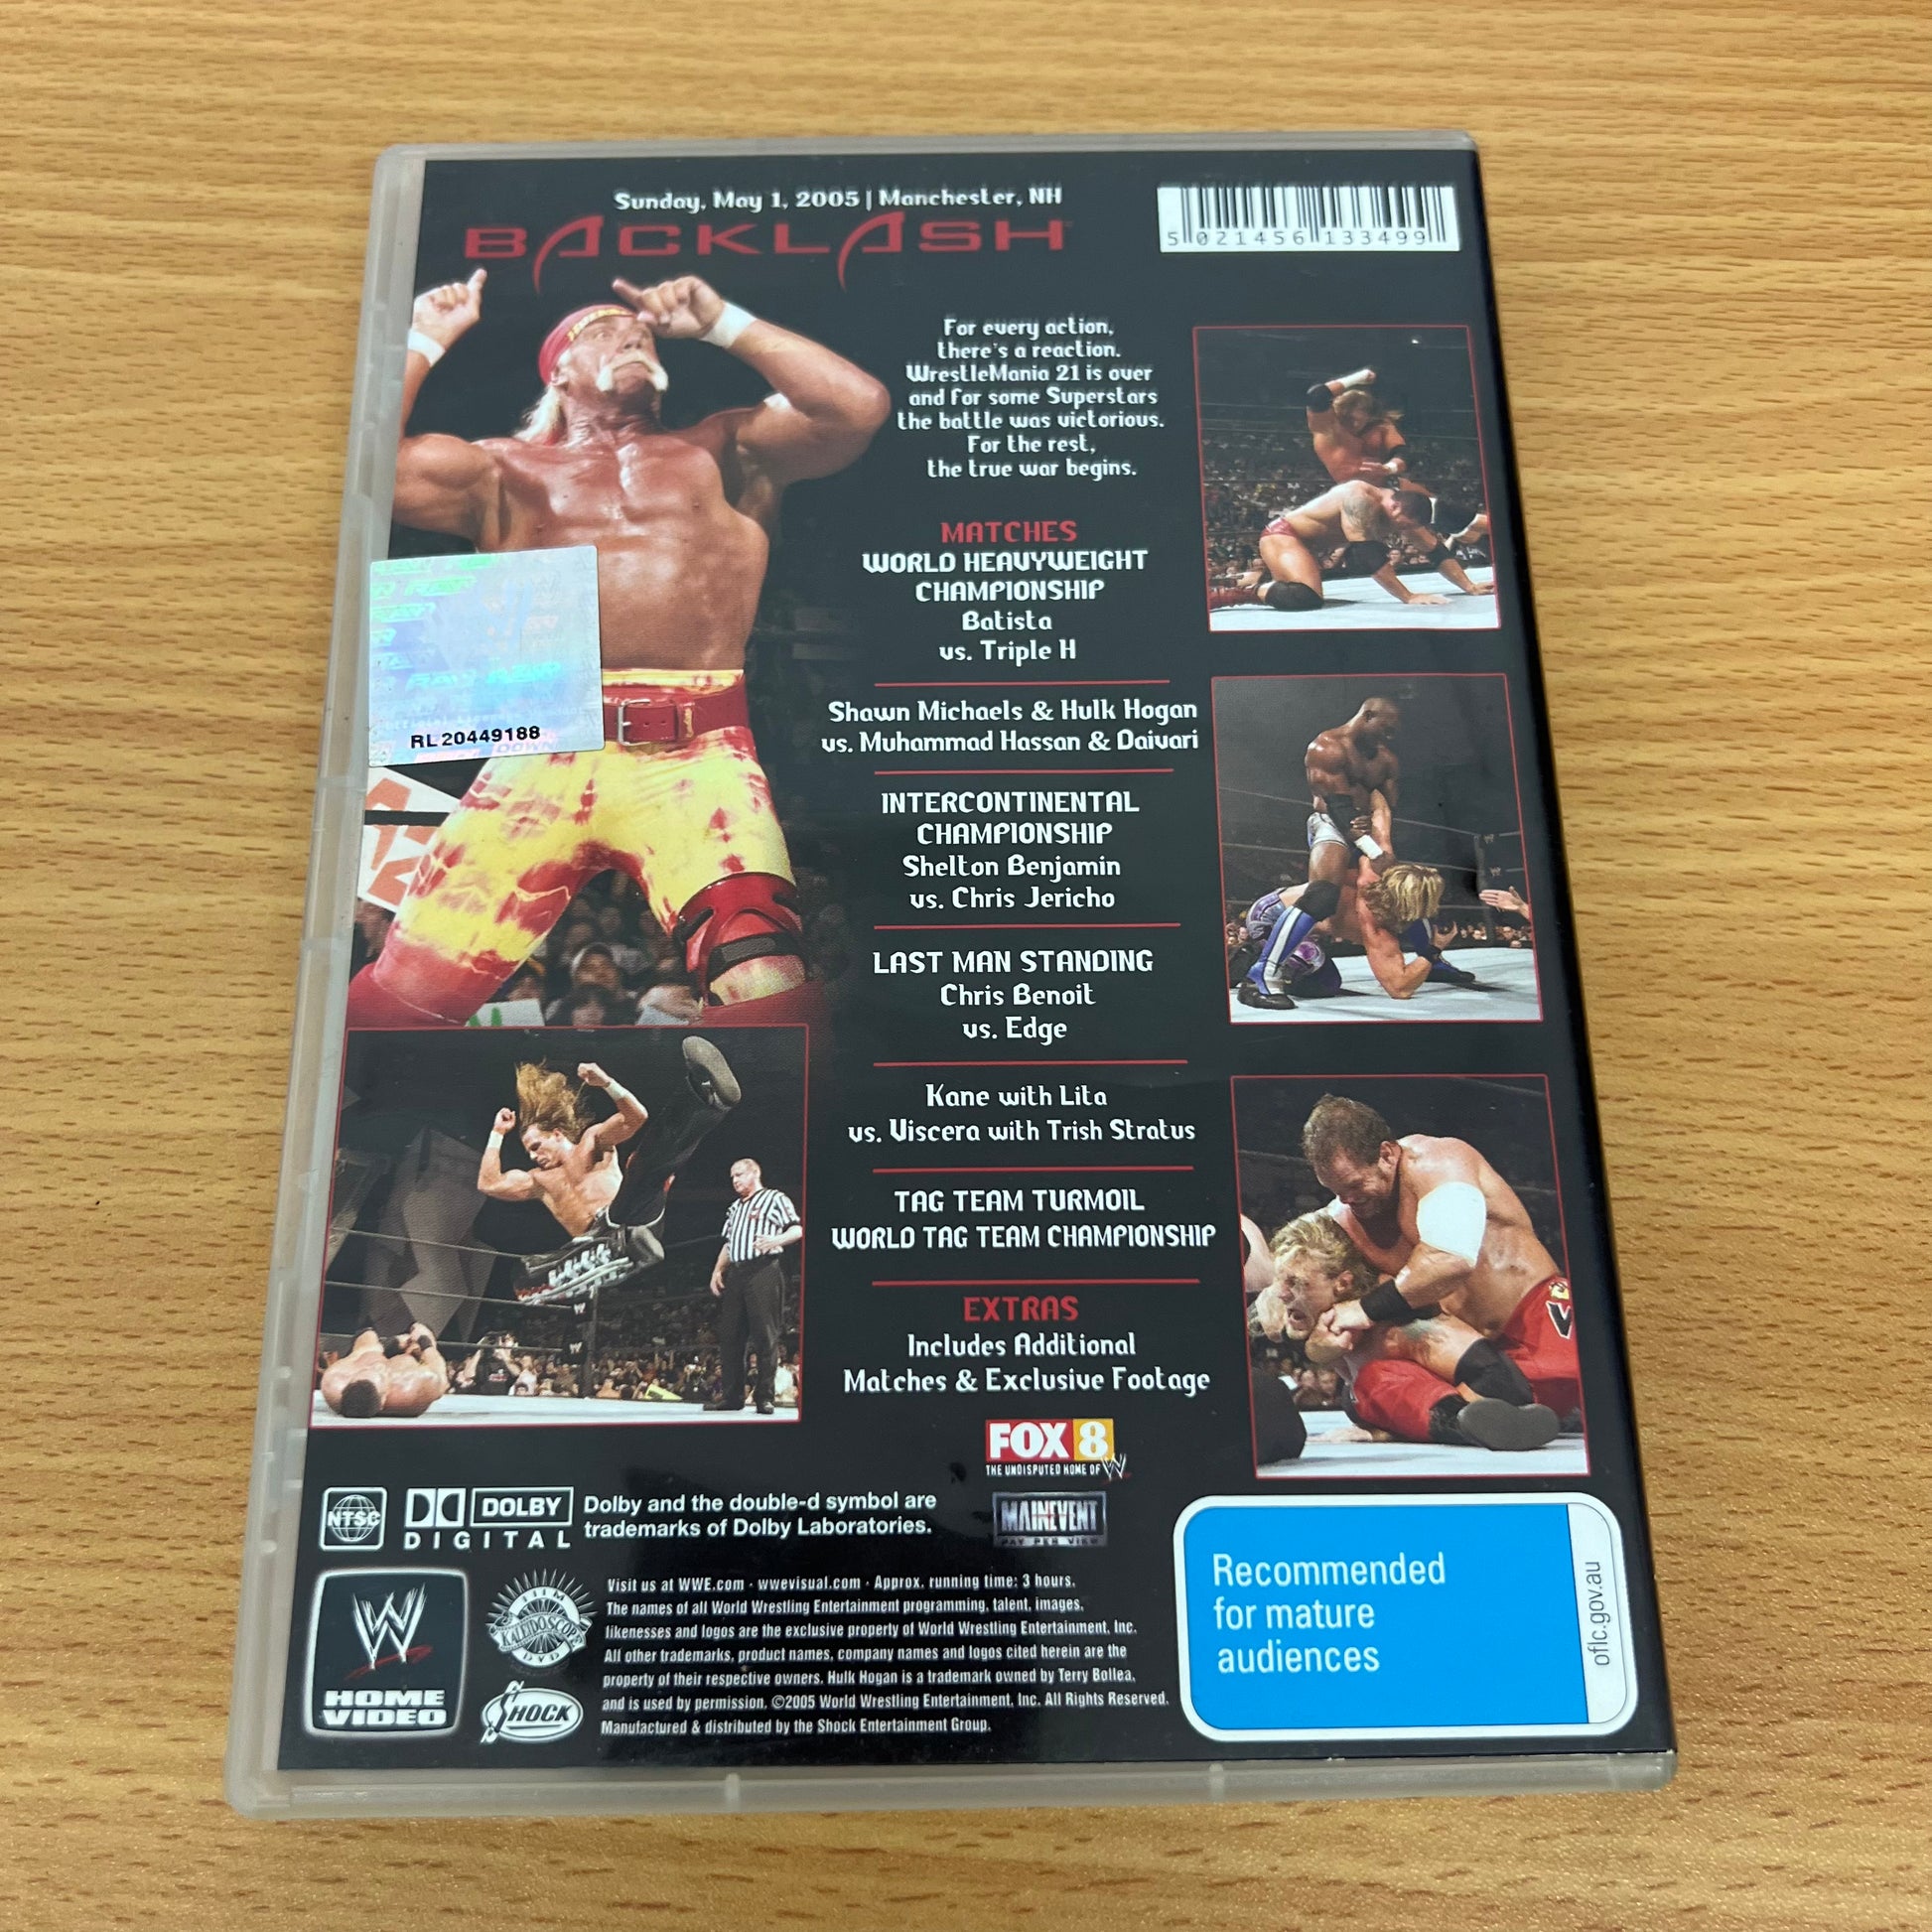 Sunday, May 1, 2005 | Manchester, NH
BACKLASH
5 021456 133499
For every action,
there's a reaction.
WrestleMania 21 is over
and for some Superstars
the battle was victorious.
For the rest,
the true war begins.
MATCHES
WORLD HEAVYWEIGHT
CHAMPIONSHIP
Batista
vs. Triple H
RL20449188
Shawn Michaels & Hulk Hogan
vs. Muhammad Hassan & Daivari
INTERCONTINENTAL
CHAMPIONSHIP
Shelton Benjamin
vs. Chris Jericho
LAST MAN STANDING
Chris Benoit
vs. Edge
Kane with Lita
vs. Viscera with Trish Stratus
TAG TEAM TURMOIL
WORLD TAG TEAM CHAMPIONSHIP
EXTRAS
Includes Additional
Matches & Exclusive Footage
FOX 8
THE UNDISPUTED HOME OF W
NTSC
DOLBY
DIGITAL
Dolby and the double-d symbol are
trademarks of Dolby Laboratories.
MAINEVENT
PAY PER VIEW
W
HOME
VIDEO
KALEIDOSCOPE
DVD
SHOCK
Visit us at WWE.com · wwevisual.com · Approx. running time: 3 hours.
The names of all World Wrestling Entertainment programming, talent, images,
likenesses and logos are the exclusive property of World Wrestling Entertainment, Inc.
All other trademarks, product names, company names and logos cited herein are the
property of their respective owners. Hulk Hogan is a trademark owned by Terry Bollea,
and is used by permission. ©2005 World Wrestling Entertainment, Inc. All Rights Reserved.
Manufactured & distributed by the Shock Entertainment Group.
Recommended
for mature
audiences
oflc.gov.au